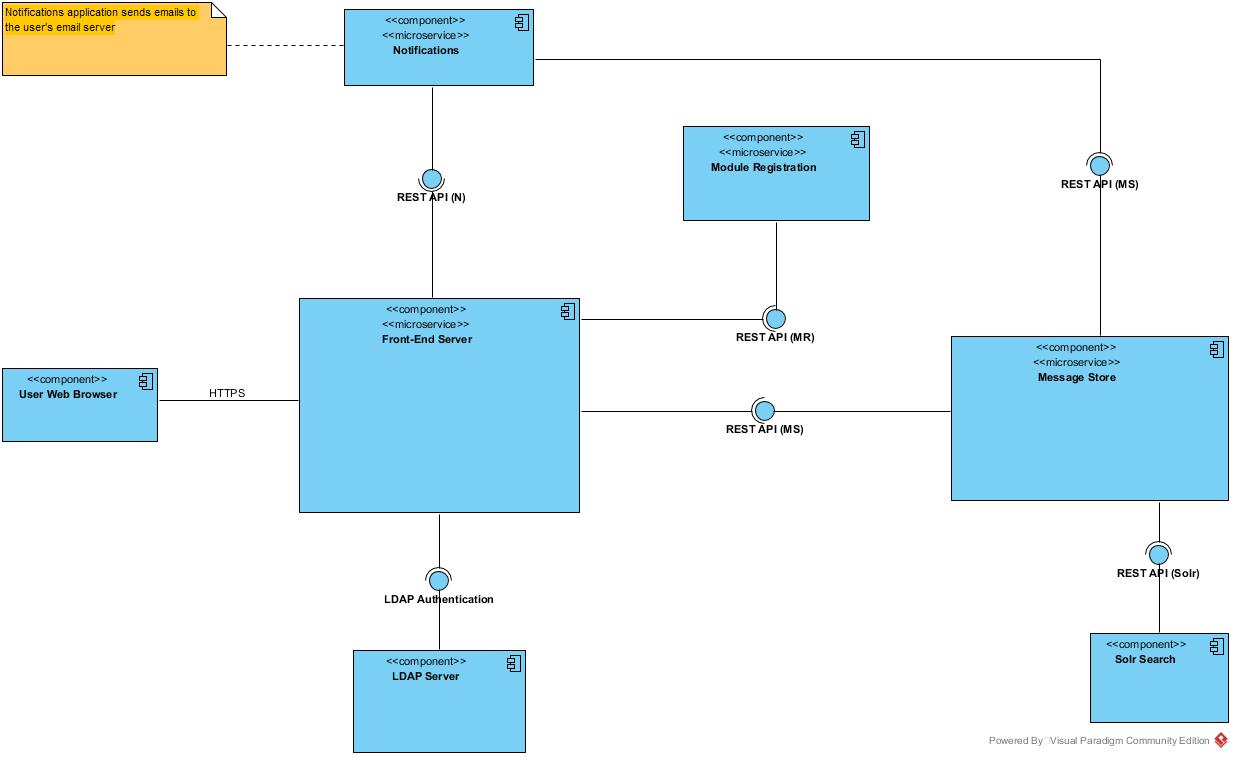 Notifications application sends emails to
the user's email server
<<component>>
<<microservice>>
Notifications
<<component>>
<<microservice>>
Module Registration
REST API (MS)
REST API (N)
<<component>>
<<microservice>>
Front-End Server
REST API (MR)
<<component>>
<<microservice>>
Message Store
<<component>>
User Web Browser
HTTPS
REST API (MS)
REST API (Solr)
LDAP Authentication
<<component>>
LDAP Server
<<component>>
Solr Search
Powered By Visual Paradigm Community Edition